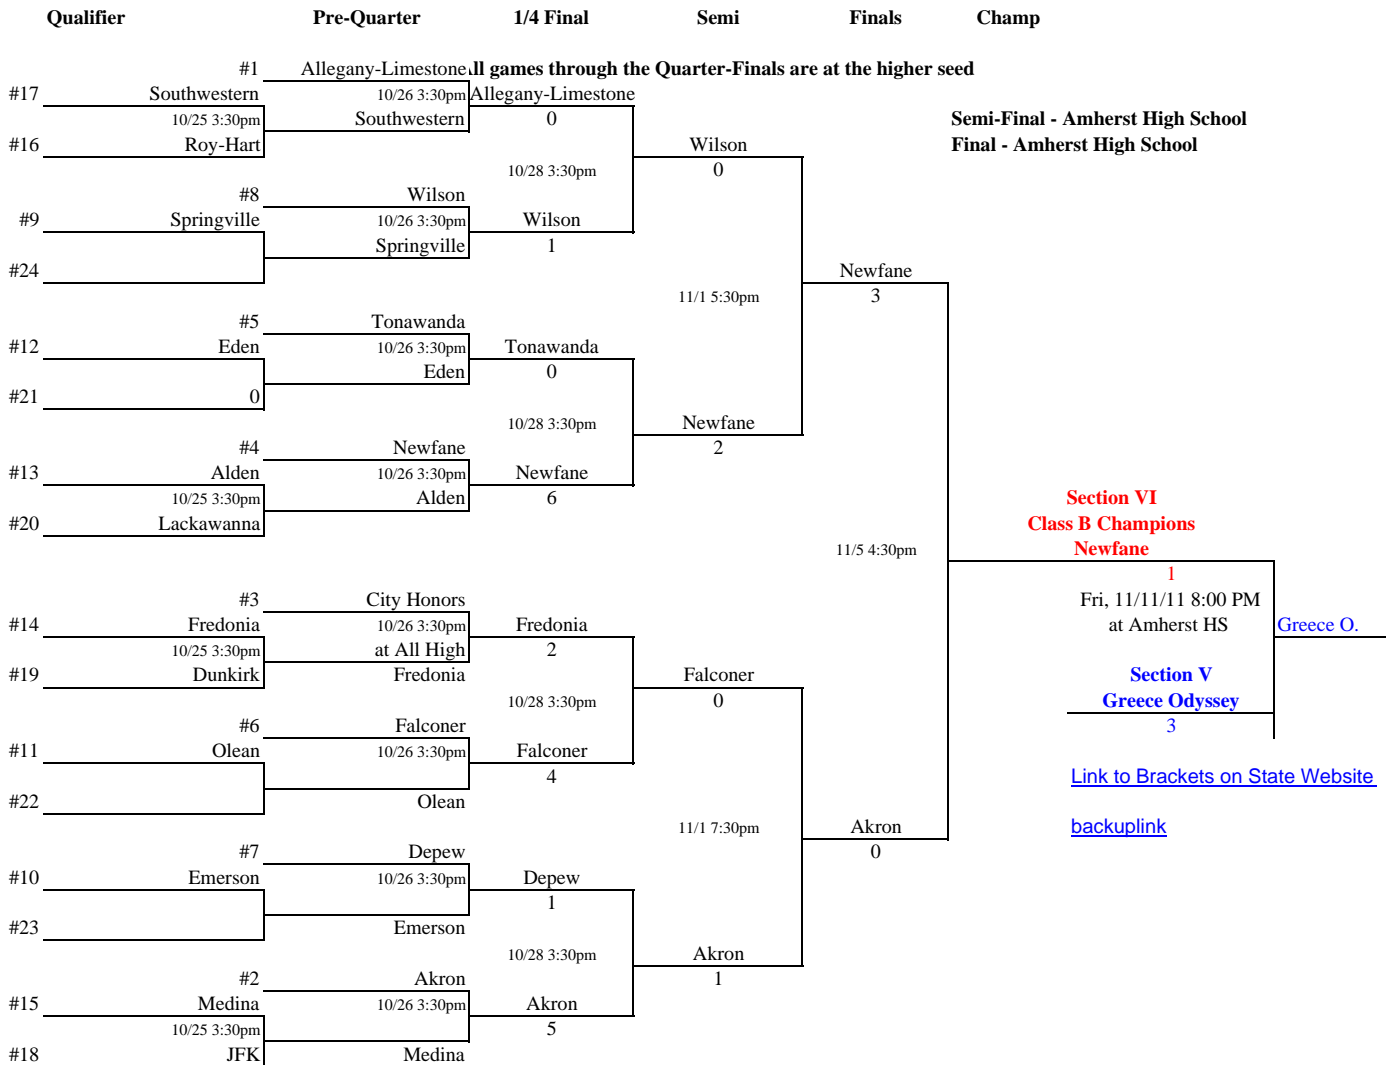 Qualifier Pre-Quarter 1/4 Final Semi Finals Champ
#1 Allegany-Limestone ll games through the Quarter-Finals are at the higher seed
#17 Southwestern 10/26 3:30pm Allegany-Limestone
10/25 3:30pm Southwestern 0 Semi-Final - Amherst High School
#16 Roy-Hart Wilson Final - Amherst High School
10/28 3:30pm 0
#8 Wilson
#9 Springville 10/26 3:30pm Wilson
Springville 1
#24 Newfane
11/1 5:30pm 3
#5 Tonawanda
#12 Eden 10/26 3:30pm Tonawanda
Eden 0
#21 0
10/28 3:30pm Newfane
#4 Newfane 2
#13 Alden 10/26 3:30pm Newfane
10/25 3:30pm Alden 6 Section VI
#20 Lackawanna Class B Champions
11/5 4:30pm Newfane
1
#3 City Honors Fri, 11/11/11 8:00 PM
#14 Fredonia 10/26 3:30pm Fredonia at Amherst HS Greece O.
10/25 3:30pm at All High 2
#19 Dunkirk Fredonia Falconer Section V
10/28 3:30pm 0 Greece Odyssey
#6 Falconer 3
#11 Olean 10/26 3:30pm Falconer
4 Link to Brackets on State Website
#22 Olean
11/1 7:30pm Akron backuplink
#7 Depew 0
#10 Emerson 10/26 3:30pm Depew
1
#23 Emerson
10/28 3:30pm Akron
#2 Akron 1
#15 Medina 10/26 3:30pm Akron
10/25 3:30pm 5
#18 JFK Medina